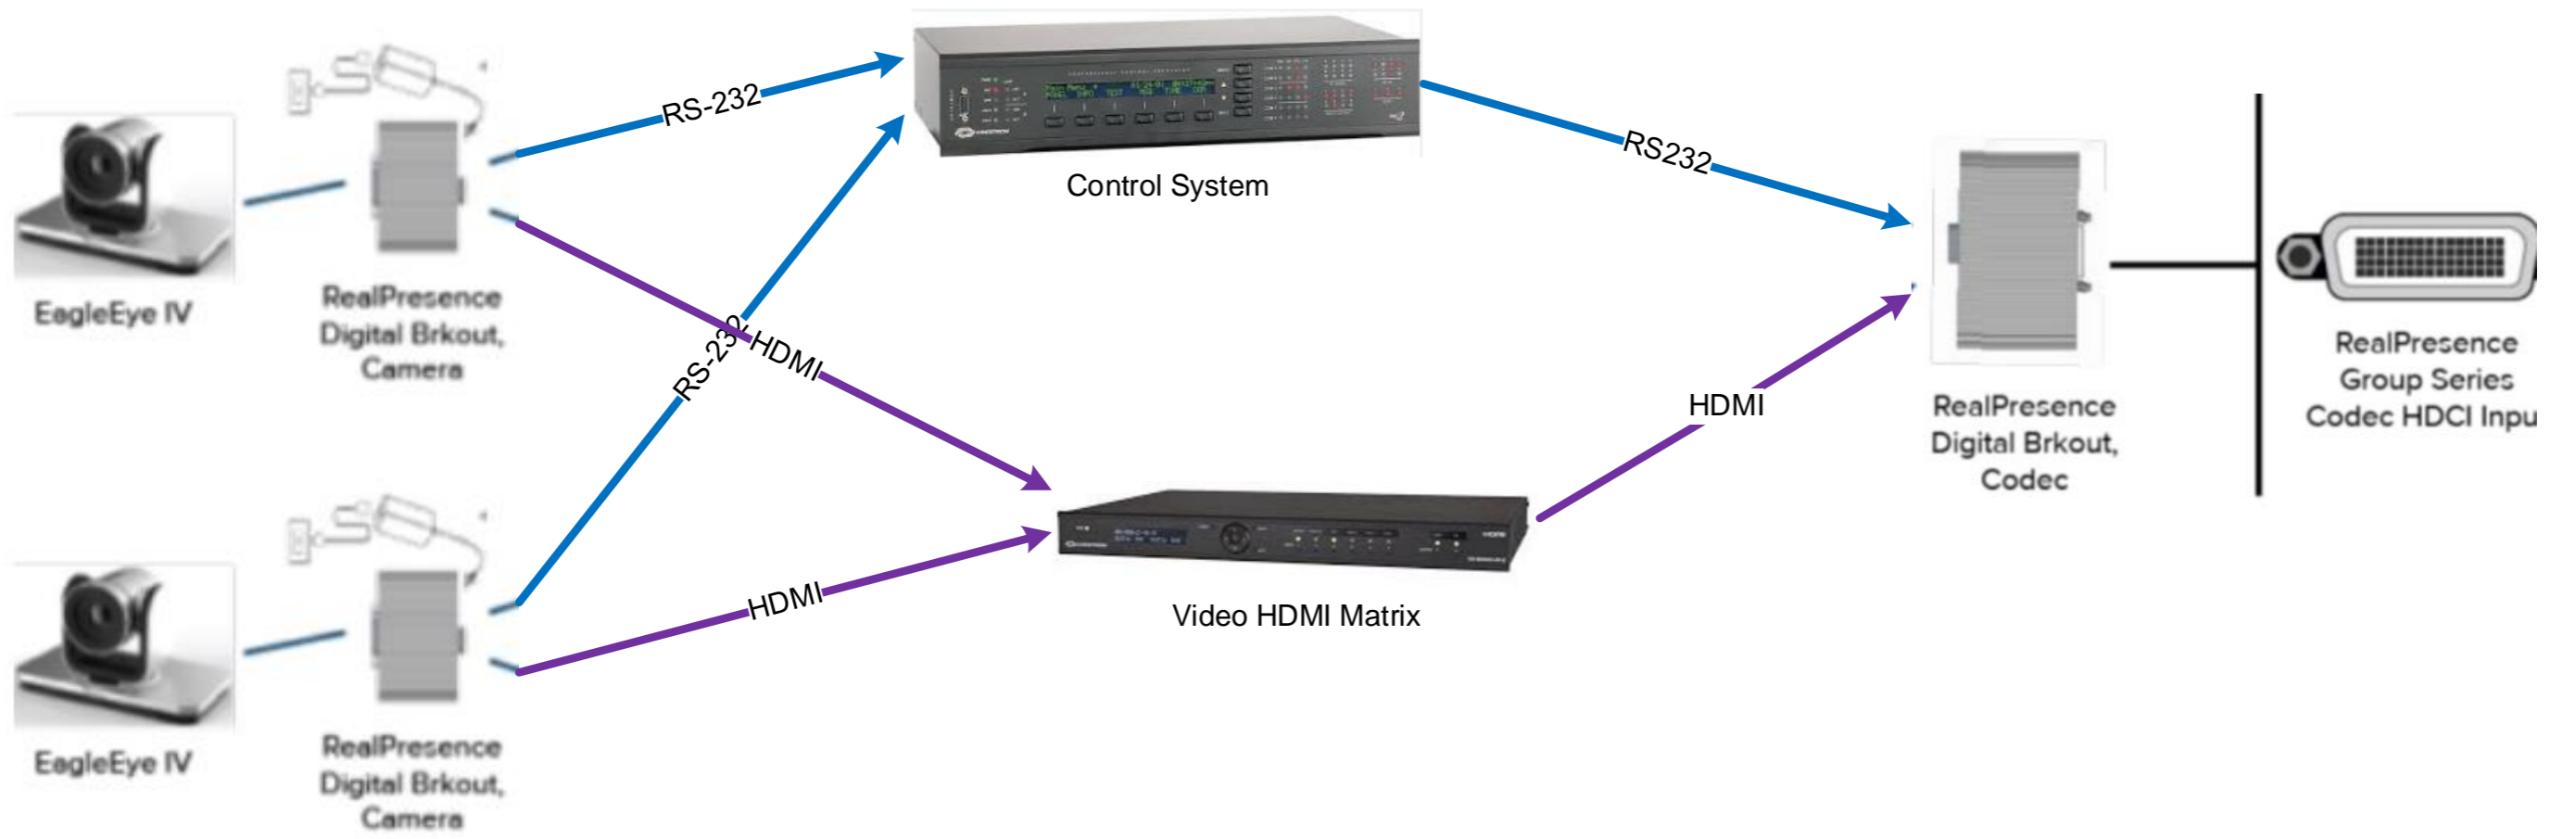 RS-232
Control System
RS232
EagleEye IV
RealPresence
Digital Brkout,
Camera
RS-232
HDMI
HDMI
RealPresence
Digital Brkout,
Codec
RealPresence
Group Series
Codec HDCI Inpu
HDMI
Video HDMI Matrix
EagleEye IV
RealPresence
Digital Brkout,
Camera